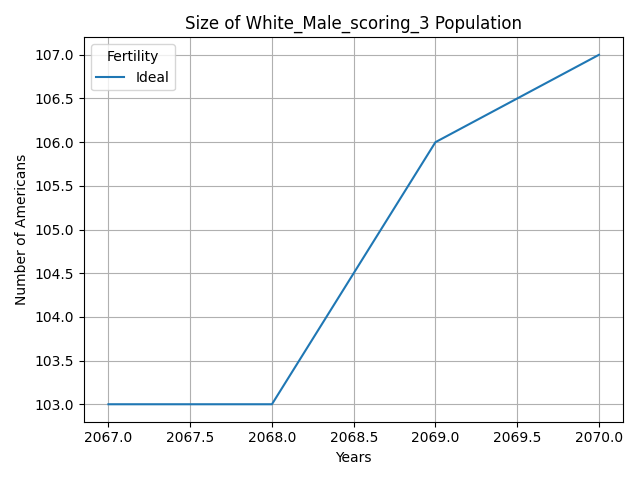 Size of White_Male_scoring_3 Population
Fertility
Ideal
Number of Americans
107.0
106.5
106.0
105.5
105.0
104.5
104.0
103.5
103.0
2067.0 2067.5 2068.0 2068.5 2069.0 2069.5 2070.0
Years